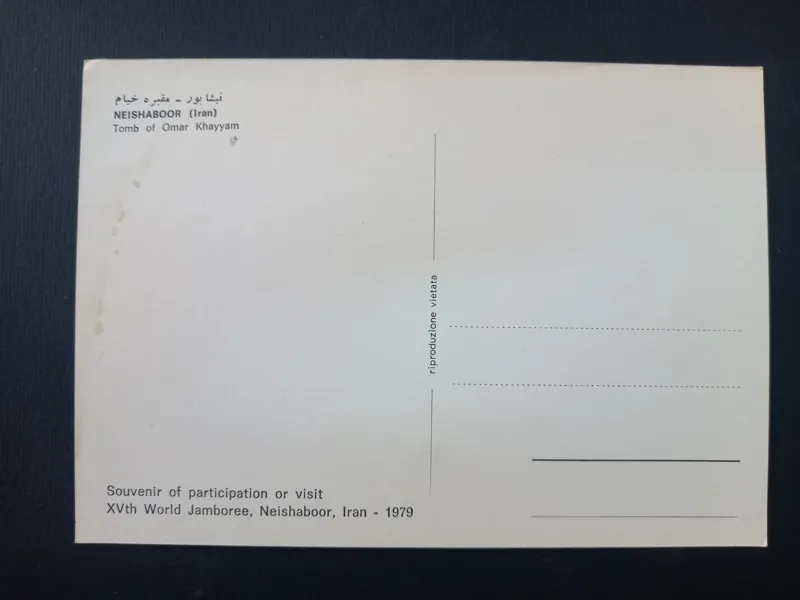 نیشابور - مقبره خیام
NEISHABOOR (Iran)
Tomb of Omar Khayyam
riproduzione vietata
Souvenir of participation or visit
XVth World Jamboree, Neishaboor, Iran - 1979